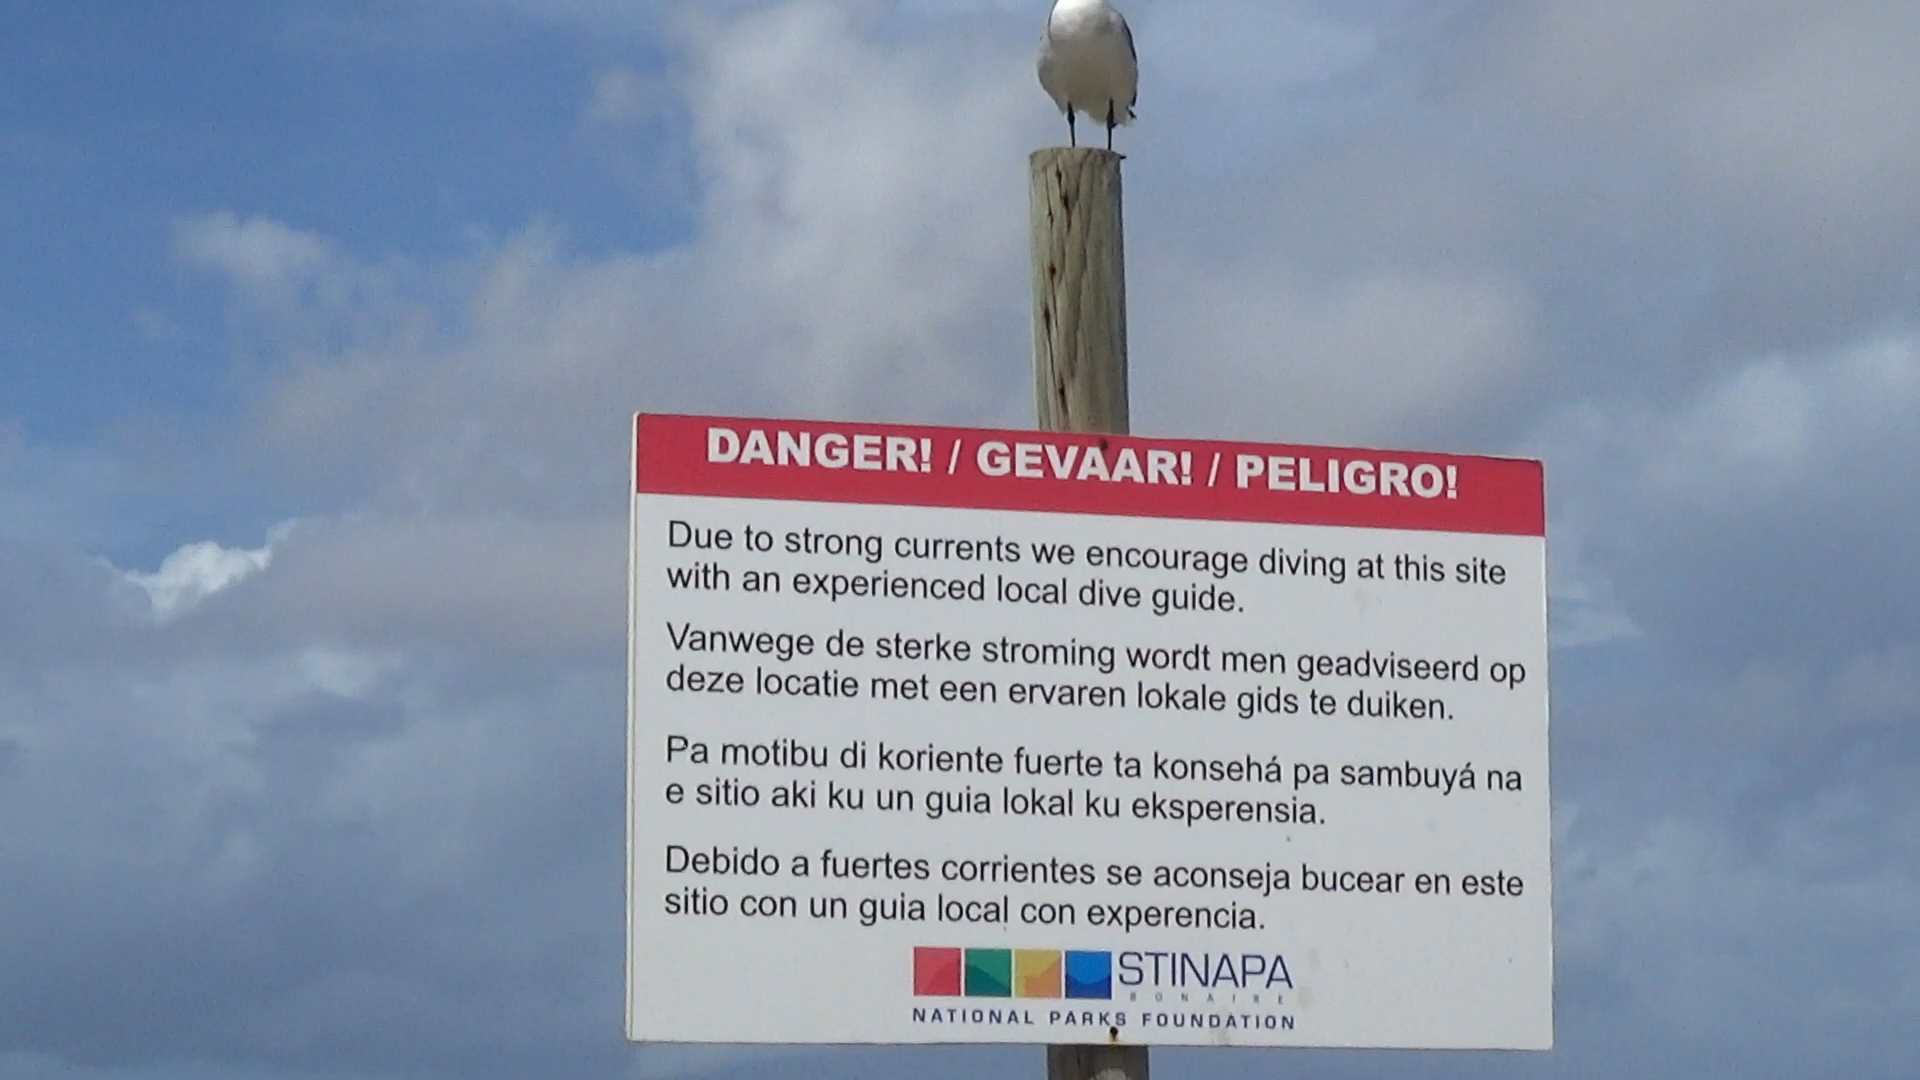 DANGER! / GEVAAR! / PELIGRO!
Due to strong currents we encourage diving at this site
with an experienced local dive guide.
Vanwege de sterke stroming wordt men geadviseerd op
deze locatie met een ervaren lokale gids te duiken.
Pa motibu di koriente fuerte ta konsehá pa sambuyá na
e sitio aki ku un guia lokal ku eksperensia.
Debido a fuertes corrientes se aconseja bucear en este
sitio con un guia local con experencia.
STINAPA
BONAIRE
NATIONAL PARKS FOUNDATION